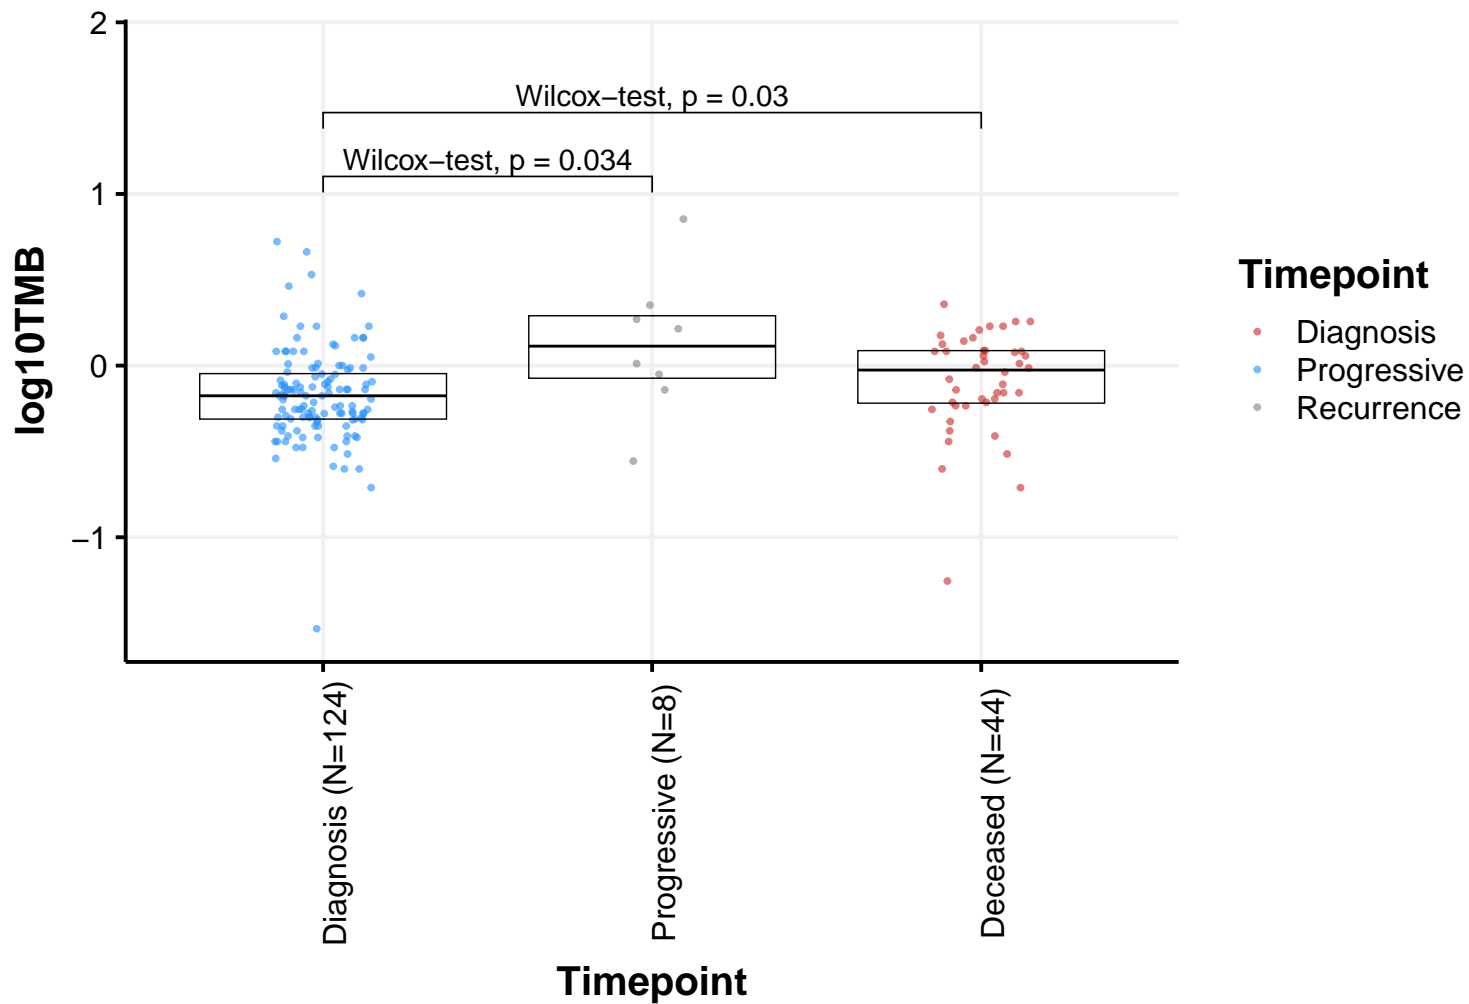 log10TMB
2
1
0
−1
Wilcox−test, p = 0.03
Wilcox−test, p = 0.034
Diagnosis (N=124)
Progressive (N=8)
Deceased (N=44)
Timepoint
Timepoint
Diagnosis
Progressive
Recurrence